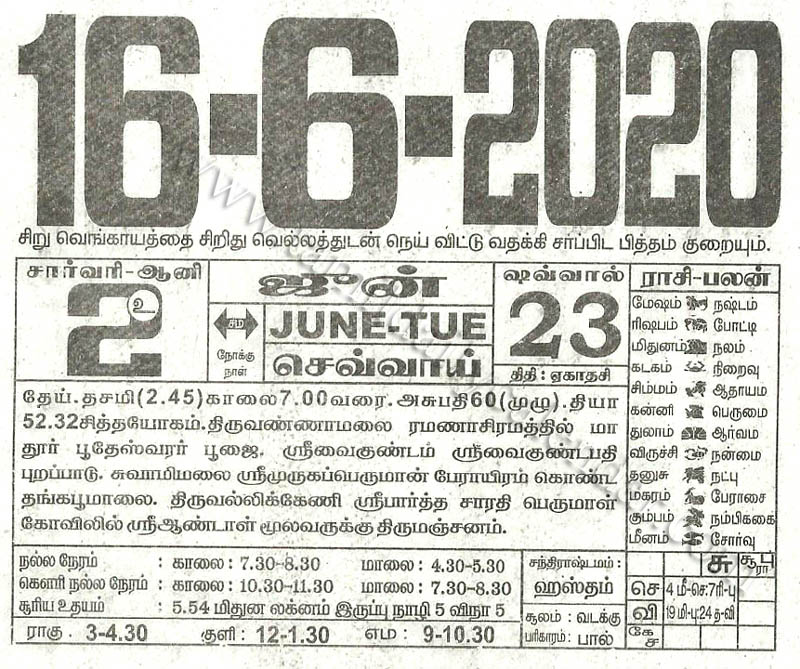 16-6-2020
சிறு வெங்காயத்தை சிறிது வெல்லத்துடன் நெய் விட்டு வதக்கி சாப்பிட பித்தம் குறையும்.
சார்வரி-ஆனி
2
உ
ஜுன்
சம
நோக்கு
நாள்
JUNE-TUE
செவ்வாய்
ஷவ்வால்
23
திதி: ஏகாதசி
தேய்.தசமி(2.45)காலை7.00வரை.அசுபதி60(முழு).தியா
52.32சித்தயோகம்.திருவண்ணாமலை ரமணாசிரமத்தில் மா
தூர் பூதேஸ்வரர் பூஜை. ஸ்ரீவைகுண்டம் ஸ்ரீவைகுண்டபதி
புறப்பாடு. சுவாமிமலை ஸ்ரீமுருகப்பெருமான் பேராயிரம் கொண்ட
தங்கபூமாலை. திருவல்லிக்கேணி ஸ்ரீபார்த்த சாரதி பெருமாள்
கோவிலில் ஸ்ரீஆண்டாள் மூலவருக்கு திருமஞ்சனம்.
ராசி-பலன்
மேஷம் நஷ்டம்
ரிஷபம் போட்டி
மிதுனம் நலம்
கடகம் நிறைவு
சிம்மம் ஆதாயம்
கன்னி பெருமை
துலாம் ஆர்வம்
விருச்சி நன்மை
தனுசு நட்பு
மகரம் பேராசை
கும்பம் நம்பிககை
மீனம் சோர்வு
நல்ல நேரம் : காலை: 7.30-8.30 மாலை: 4.30-5.30
கௌரி நல்ல நேரம் : காலை: 10.30-11.30 மாலை: 7.30-8.30
சூரிய உதயம் : 5.54 மிதுன லக்னம் இருப்பு நாழி 5 விநா 5
ராகு. 3-4.30 குளி: 12-1.30 எம: 9-10.30
சந்திராஷ்டமம்:
ஹஸ்தம்
சூலம்: வடக்கு
பரிகாரம்: பால்
சு சூ பு
ரா
செ 4 மீ-செ:7ரி-பு
வி 19 மி-பு:24 த-வி
கே
ச